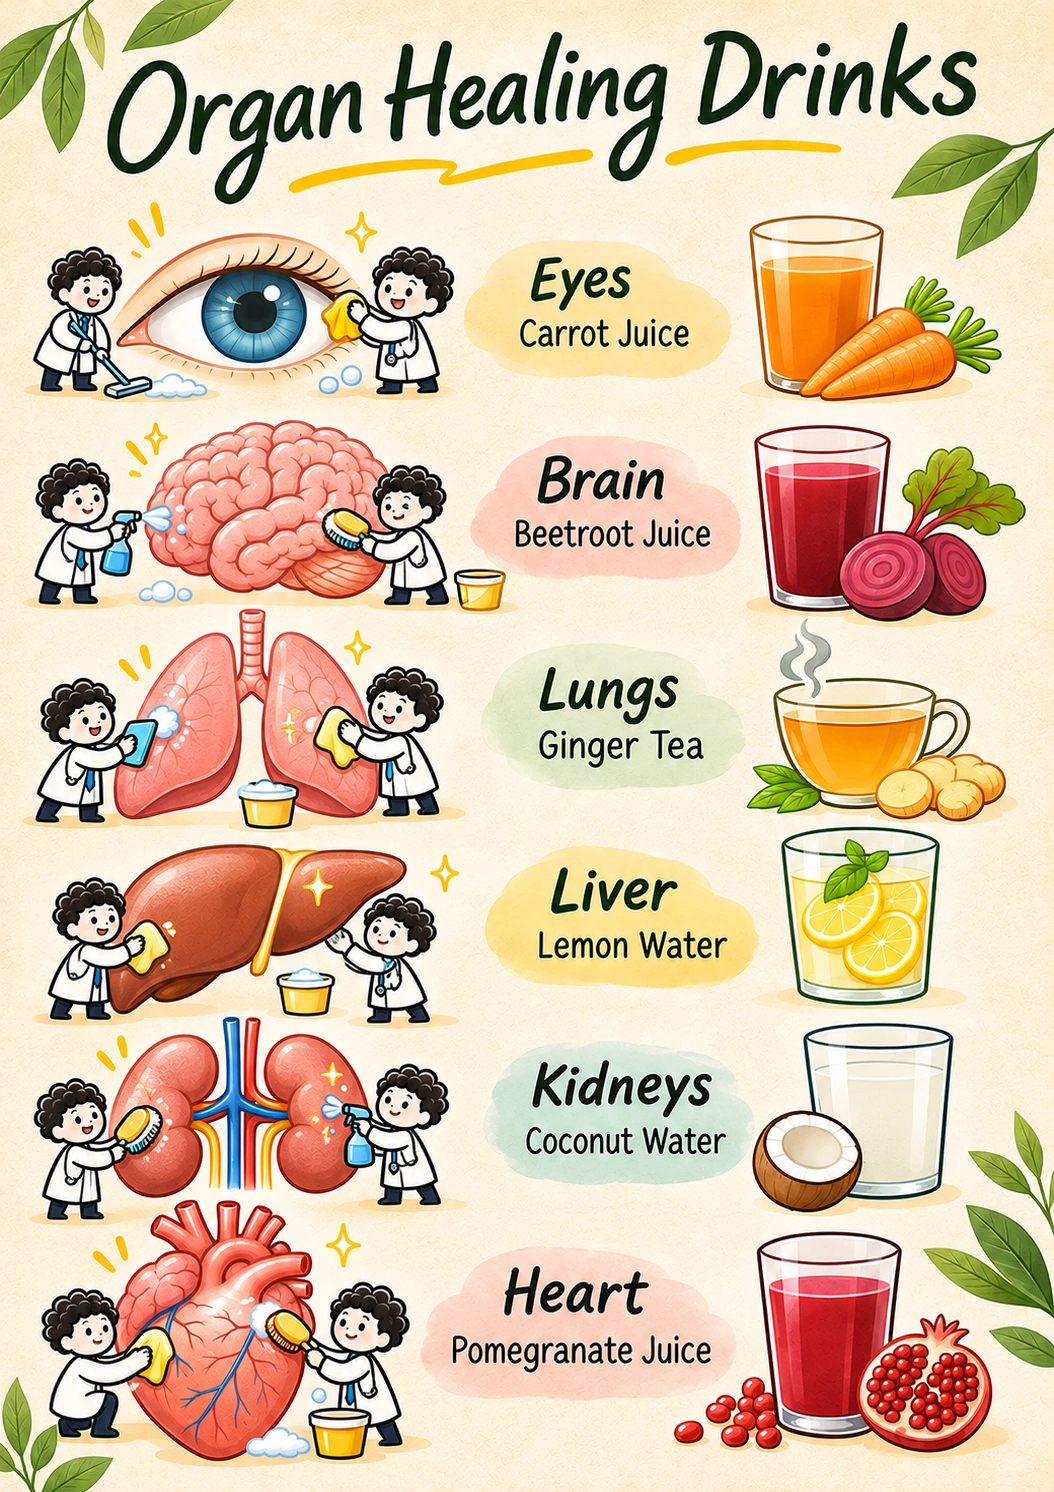 Organ Healing Drinks
Eyes
Carrot Juice
Brain
Beetroot Juice
Lungs
Ginger Tea
Liver
Lemon Water
Kidneys
Coconut Water
Heart
Pomegranate Juice